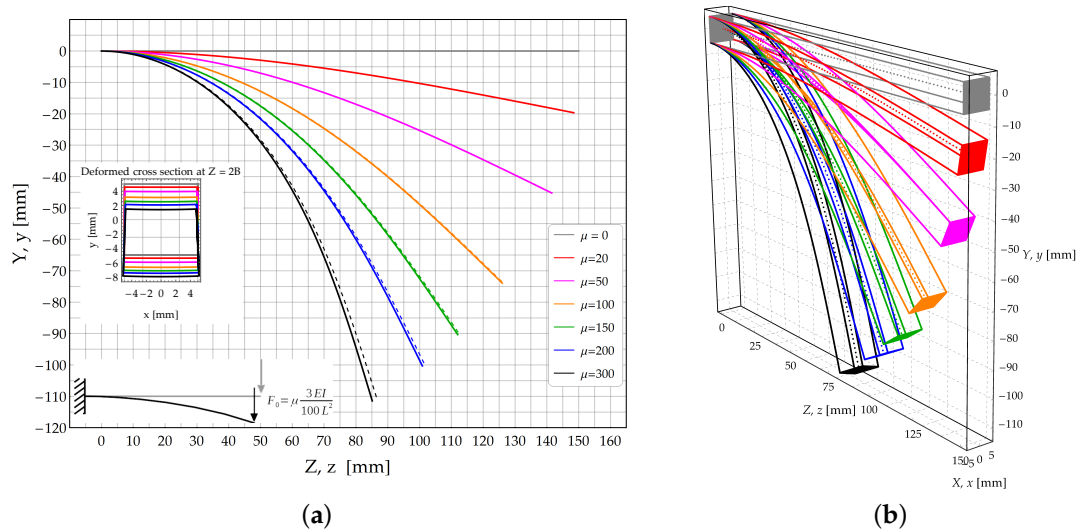 0
−10
−20
−30
−40
−50
−60
−70
−80
−90
−100
−110
−120
Y, y [mm]
0 10 20 30 40 50 60 70 80 90 100 110 120 130 140 150 160
Z, z [mm]
Deformed cross section at Z = 2B
4
2
0
−2
−4
−6
−8
y [mm]
−4 −2 0 2 4
x [mm]
μ = 0
μ=20
μ=50
μ=100
μ=150
μ=200
μ=300
F₀ = μ 3 EI / 100 L²
(a)
0
−10
−20
−30
−40
−50
−60
−70
−80
−90
−100
−110
Y, y [mm]
0
25
50
75
100
125
150
Z, z [mm]
−5 0 5
X, x [mm]
(b)